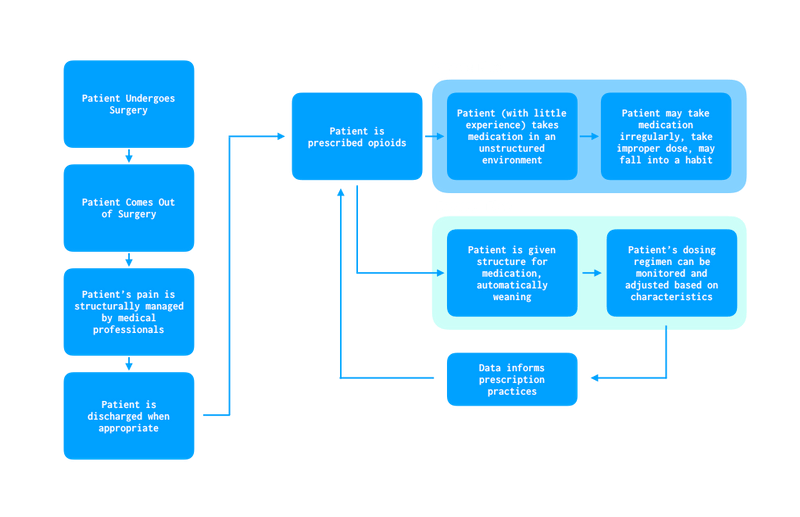 Patient Undergoes
Surgery
Patient Comes Out
of Surgery
Patient's pain is
structurally managed
by medical
professionals
Patient is
discharged when
appropriate
Patient is
prescribed opioids
Patient (with little
experience) takes
medication in an
unstructured
environment
Patient may take
medication
irregularly, take
improper dose, may
fall into a habit
Patient is given
structure for
medication,
automatically
weaning
Patient's dosing
regimen can be
monitored and
adjusted based on
characteristics
Data informs
prescription
practices